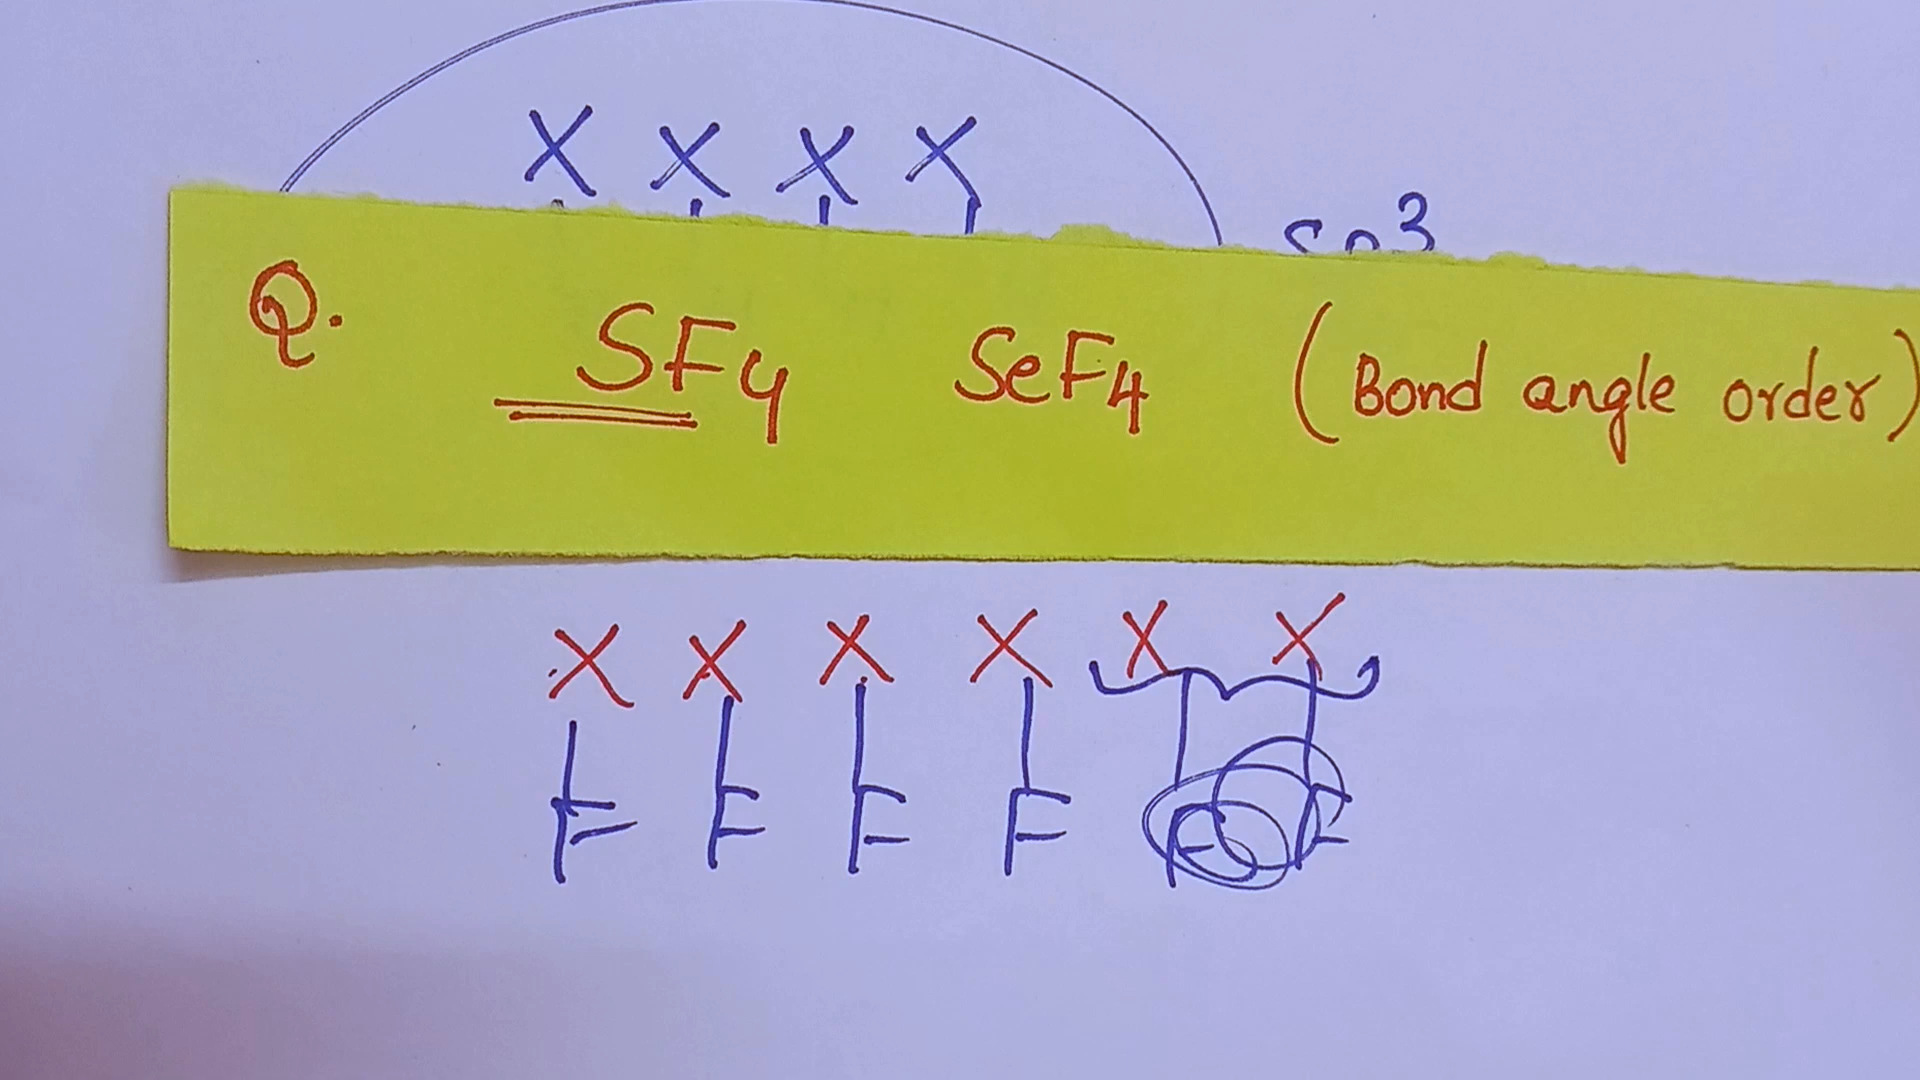 X X X X
sp3
Q. SF4 SeF4 (Bond angle order)
X X X X X X
F F F F F F